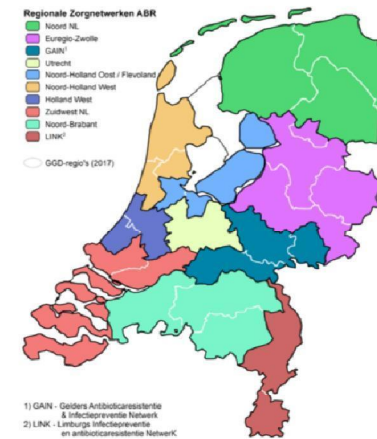 Regionale Zorgnetwerken ABR
Noord NL
Euregio-Zwolle
GAIN¹
Utrecht
Noord-Holland Oost / Flevoland
Noord-Holland West
Holland West
Zuidwest NL
Noord-Brabant
LINK²
GGD-regio's (2017)
1) GAIN - Gelders Antibioticaresistentie
& Infectiepreventie Netwerk
2) LINK - Limburgs Infectiepreventie
en antibioticaresistentie NetwerK